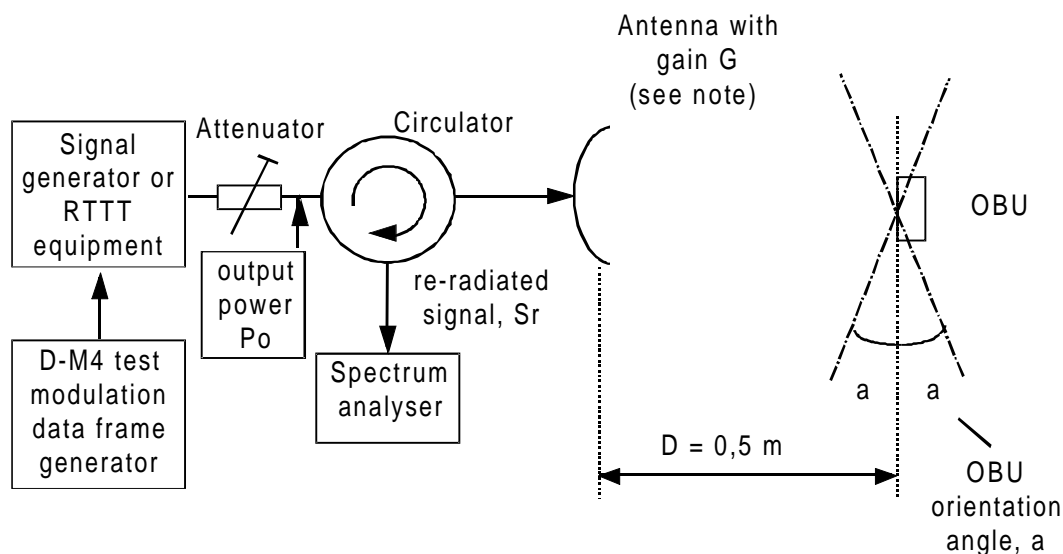 Antenna with
gain G
(see note)
Attenuator
Circulator
Signal
generator or
RTTT
equipment
OBU
output
power
Po
re-radiated
signal, Sr
D-M4 test
modulation
data frame
generator
Spectrum
analyser
a
a
D = 0,5 m
OBU
orientation
angle, a